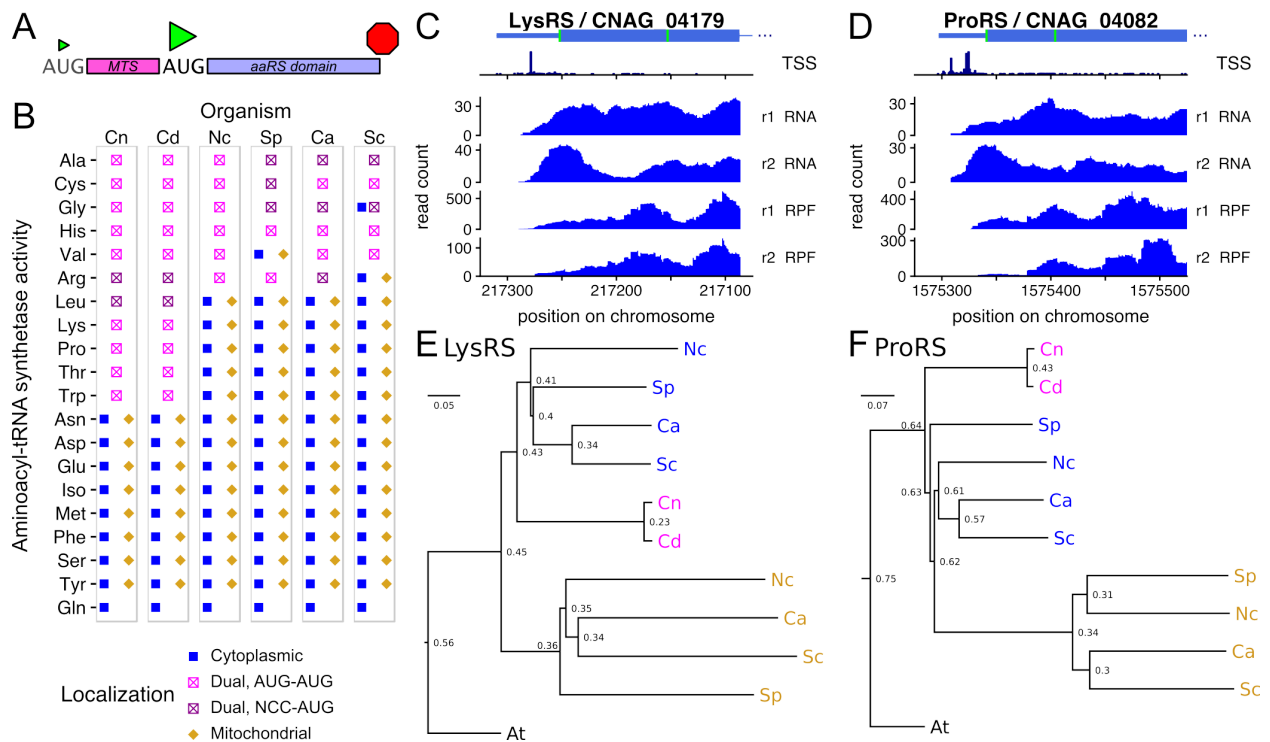 A
AUG MTS AUG aaRS domain
B
Organism
Cn Cd Nc Sp Ca Sc
Aminoacyl-tRNA synthetase activity
Ala
Cys
Gly
His
Val
Arg
Leu
Lys
Pro
Thr
Trp
Asn
Asp
Glu
Iso
Met
Phe
Ser
Tyr
Gln
Localization
Cytoplasmic
Dual, AUG-AUG
Dual, NCC-AUG
Mitochondrial
C
LysRS / CNAG_04179
...
TSS
read count
30
0
r1 RNA
40
0
r2 RNA
500
0
r1 RPF
100
0
r2 RPF
217300 217200 217100
position on chromosome
D
ProRS / CNAG_04082
...
TSS
read count
30
0
r1 RNA
30
0
r2 RNA
400
0
r1 RPF
300
0
r2 RPF
1575300 1575400 1575500
position on chromosome
E LysRS
0.05
Nc
0.41
Sp
0.4
Ca
0.34
Sc
0.43
Cn
0.23
Cd
0.45
Nc
0.35
Ca
0.34
Sc
0.36
Sp
0.56
At
F ProRS
0.07
Cn
0.43
Cd
0.64
Sp
Nc
0.63
0.61
Ca
0.57
Sc
0.62
0.75
Sp
0.31
Nc
0.34
Ca
0.3
Sc
At